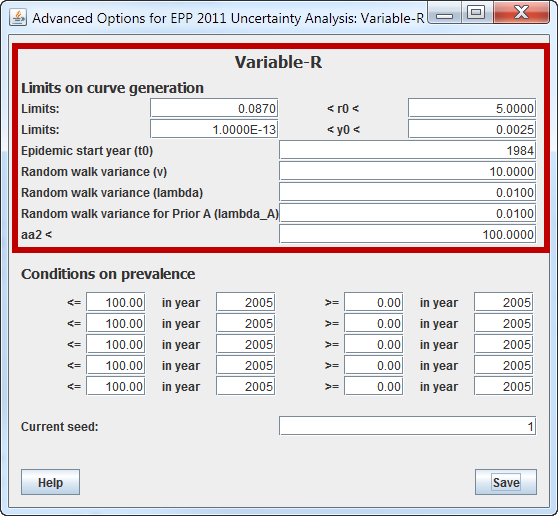 Advanced Options for EPP 2011 Uncertainty Analysis: Variable-R
Variable-R
Limits on curve generation
Limits: 0.0870 < r0 < 5.0000
Limits: 1.0000E-13 < y0 < 0.0025
Epidemic start year (t0) 1984
Random walk variance (v) 10.0000
Random walk variance (lambda) 0.0100
Random walk variance for Prior A (lambda_A) 0.0100
aa2 < 100.0000
Conditions on prevalence
<= 100.00 in year 2005 >= 0.00 in year 2005
<= 100.00 in year 2005 >= 0.00 in year 2005
<= 100.00 in year 2005 >= 0.00 in year 2005
<= 100.00 in year 2005 >= 0.00 in year 2005
<= 100.00 in year 2005 >= 0.00 in year 2005
Current seed: 1
Help Save